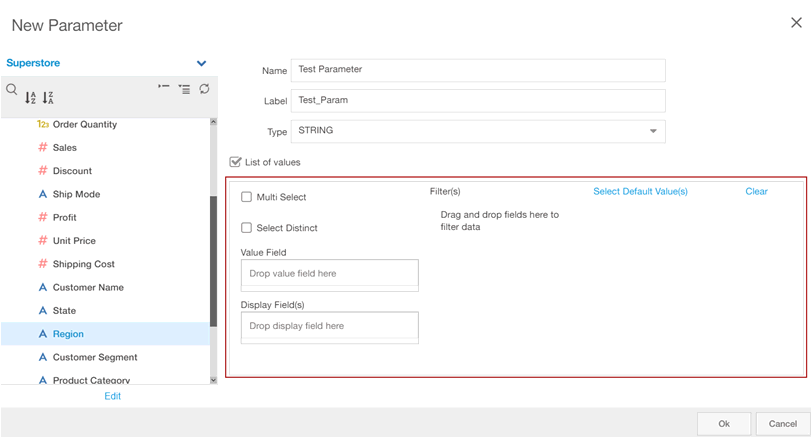 New Parameter
Superstore
A
Z
Z
A
123 Order Quantity
# Sales
# Discount
A Ship Mode
# Profit
# Unit Price
# Shipping Cost
A Customer Name
A State
A Region
A Customer Segment
A Product Category
Edit
Name Test Parameter
Label Test_Param
Type STRING
List of values
Multi Select
Select Distinct
Value Field
Drop value field here
Display Field(s)
Drop display field here
Filter(s)
Drag and drop fields here to
filter data
Select Default Value(s)
Clear
Ok
Cancel